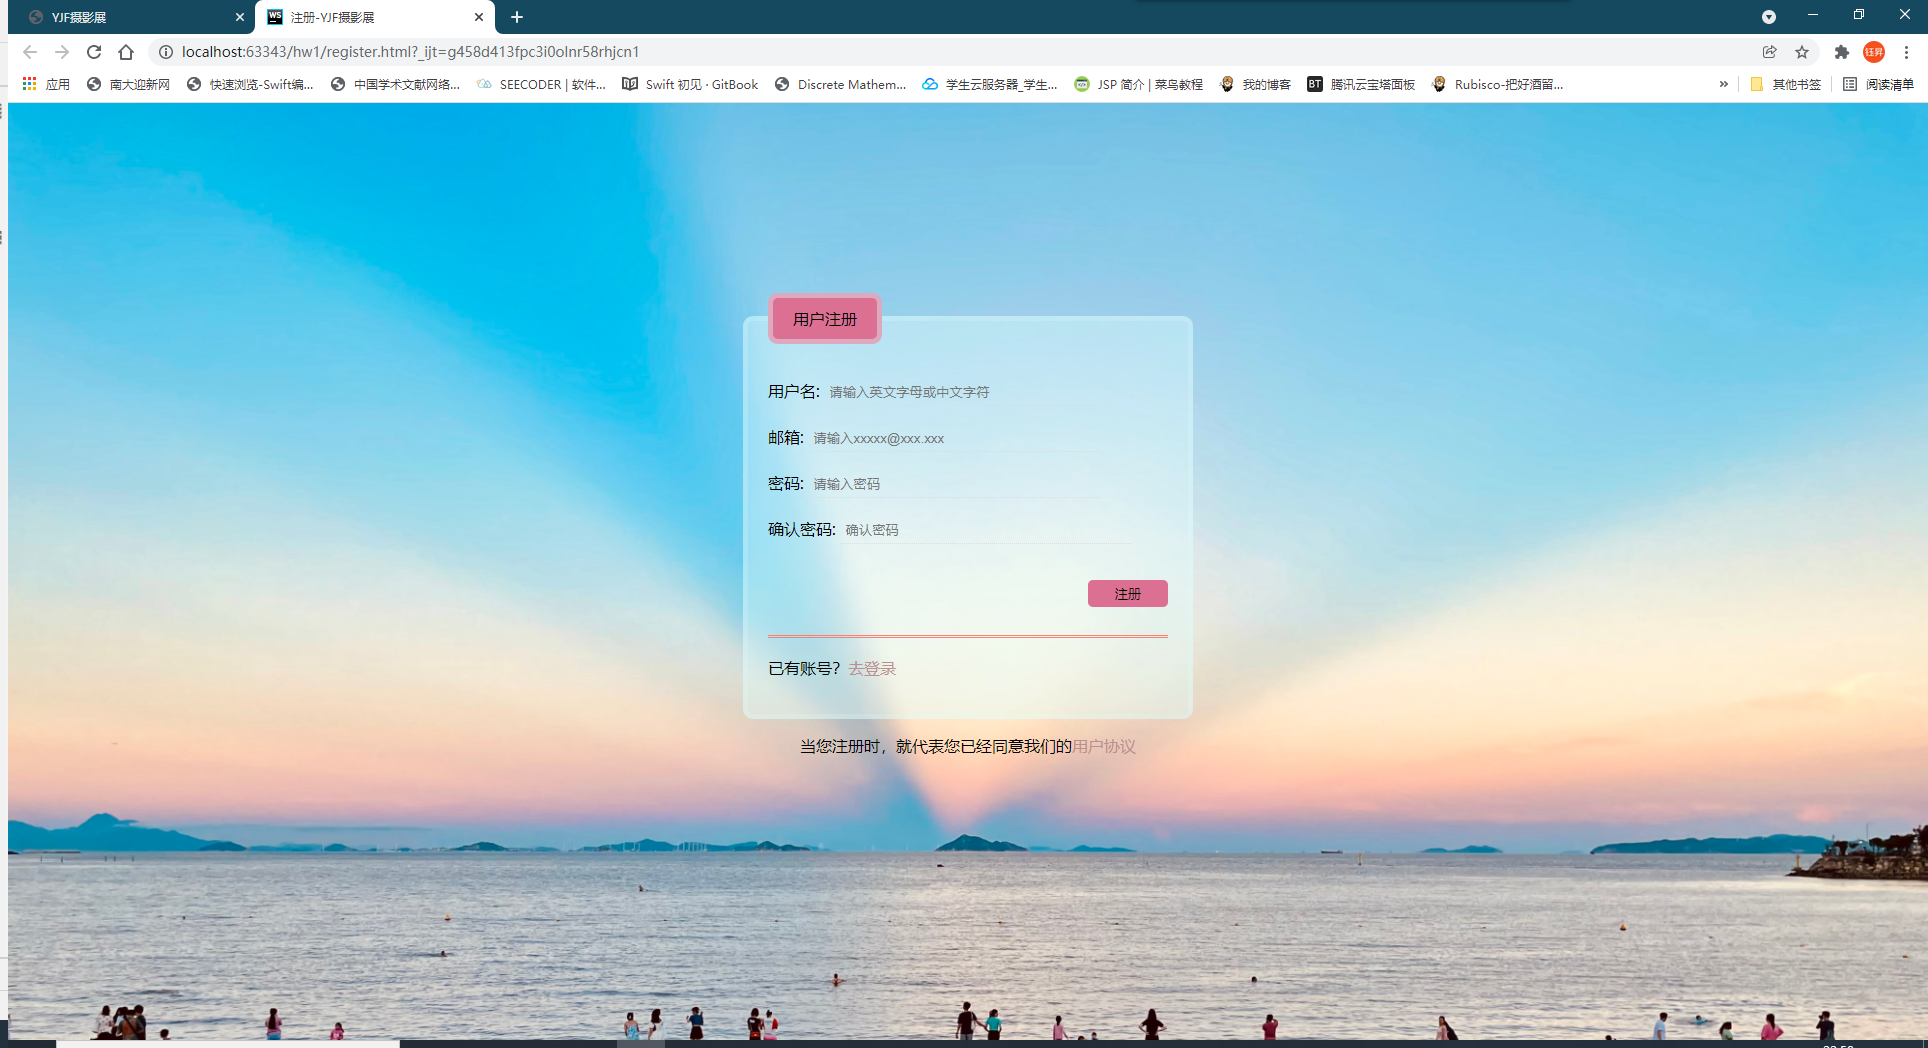 YJF摄影展
注册-YJF摄影展
localhost:63343/hw1/register.html?_ijt=g458d413fpc3i0olnr58rhjcn1
钰昇
应用 南大迎新网 快速浏览-Swift编... 中国学术文献网络... SEECODER | 软件... Swift 初见 · GitBook Discrete Mathem... 学生云服务器_学生... JSP 简介 | 菜鸟教程 我的博客 BT 腾讯云宝塔面板 Rubisco-把好酒留... » 其他书签 阅读清单
用户注册
用户名: 请输入英文字母或中文字符
邮箱: 请输入xxxxx@xxx.xxx
密码: 请输入密码
确认密码: 确认密码
注册
已有账号? 去登录
当您注册时，就代表您已经同意我们的用户协议